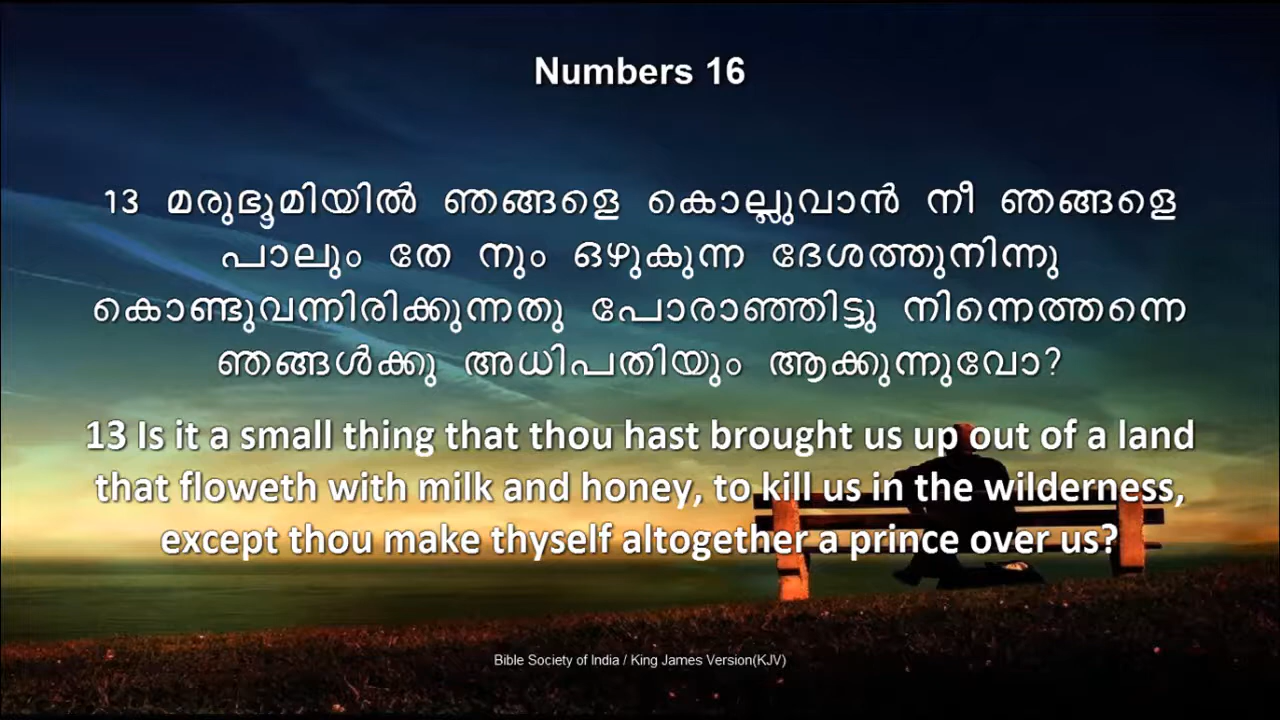 Numbers 16
13 മരുഭൂമിയിൽ ഞങ്ങളെ കൊല്ലുവാൻ നീ ഞങ്ങളെ
പാലും തേ നും ഒഴുകുന്ന ദേശത്തുനിന്നു
കൊണ്ടുവന്നിരിക്കുന്നതു പോരാഞ്ഞിട്ടു നിന്നെത്തന്നെ
ഞങ്ങൾക്കു അധിപതിയും ആക്കുന്നുവോ?
13 Is it a small thing that thou hast brought us up out of a land
that floweth with milk and honey, to kill us in the wilderness,
except thou make thyself altogether a prince over us?
Bible Society of India / King James Version(KJV)